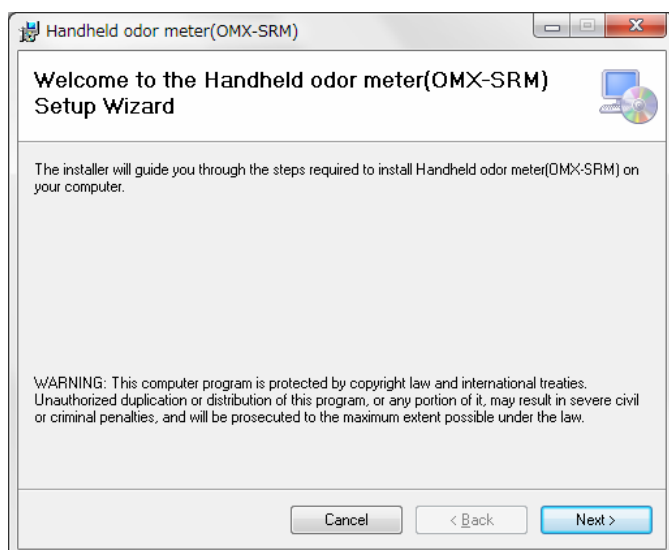 Handheld odor meter(OMX-SRM)
Welcome to the Handheld odor meter(OMX-SRM)
Setup Wizard
The installer will guide you through the steps required to install Handheld odor meter(OMX-SRM) on
your computer.
WARNING: This computer program is protected by copyright law and international treaties.
Unauthorized duplication or distribution of this program, or any portion of it, may result in severe civil
or criminal penalties, and will be prosecuted to the maximum extent possible under the law.
Cancel
< Back
Next >